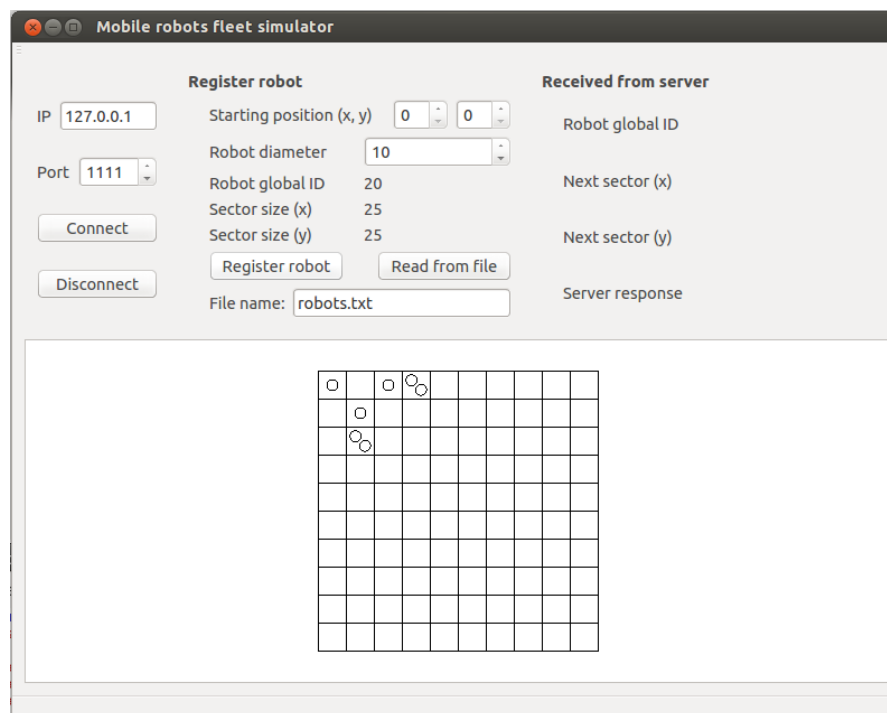 Mobile robots fleet simulator
Register robot
Received from server
IP 127.0.0.1
Starting position (x, y) 0 0
Robot global ID
Robot diameter 10
Port 1111
Robot global ID 20
Next sector (x)
Sector size (x) 25
Connect
Sector size (y) 25
Next sector (y)
Register robot
Read from file
Disconnect
File name: robots.txt
Server response